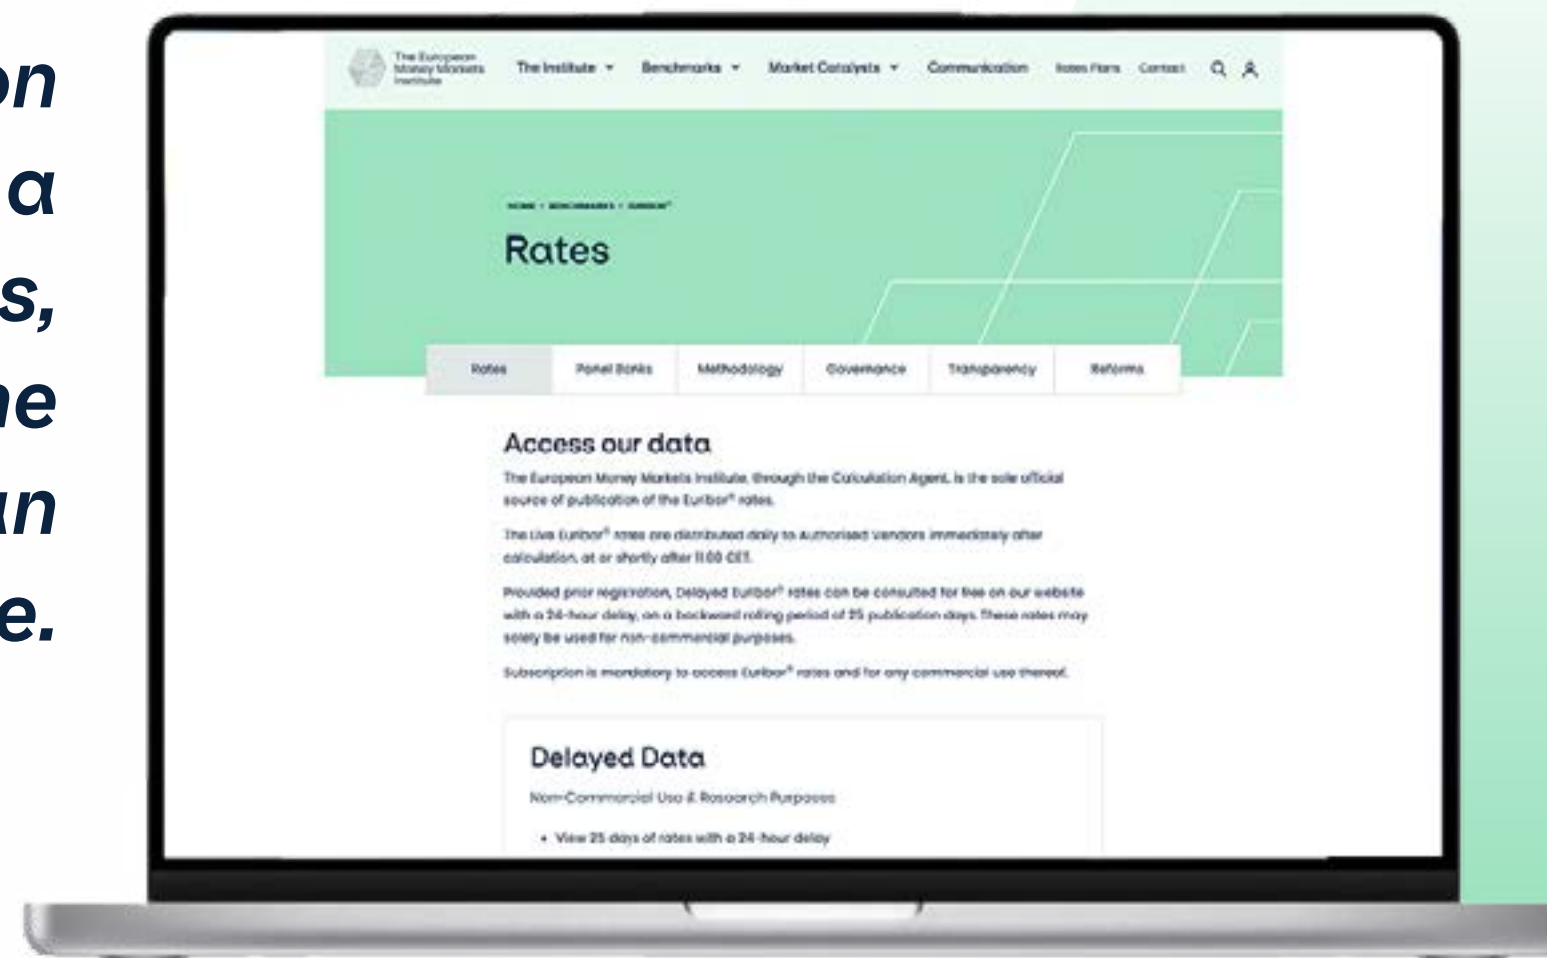 on
a
s,
ne
an
e.
The European
Money Markets
Institute
The Institute
Benchmarks
Market Catalysts
Communication
Rates Plans
Contact
HOME • BENCHMARKS • EURIBOR®
Rates
Rates
Panel Banks
Methodology
Governance
Transparency
Reforms
Access our data
The European Money Markets Institute, through the Calculation Agent, is the sole official
source of publication of the Euribor® rates.
The Live Euribor® rates are distributed daily to Authorised Vendors immediately after
calculation, at or shortly after 11:00 CET.
Provided prior registration, Delayed Euribor® rates can be consulted for free on our website
with a 24-hour delay, on a backward rolling period of 25 publication days. These rates may
solely be used for non-commercial purposes.
Subscription is mandatory to access Euribor® rates and for any commercial use thereof.
Delayed Data
Non-Commercial Use & Research Purposes
• View 25 days of rates with a 24-hour delay